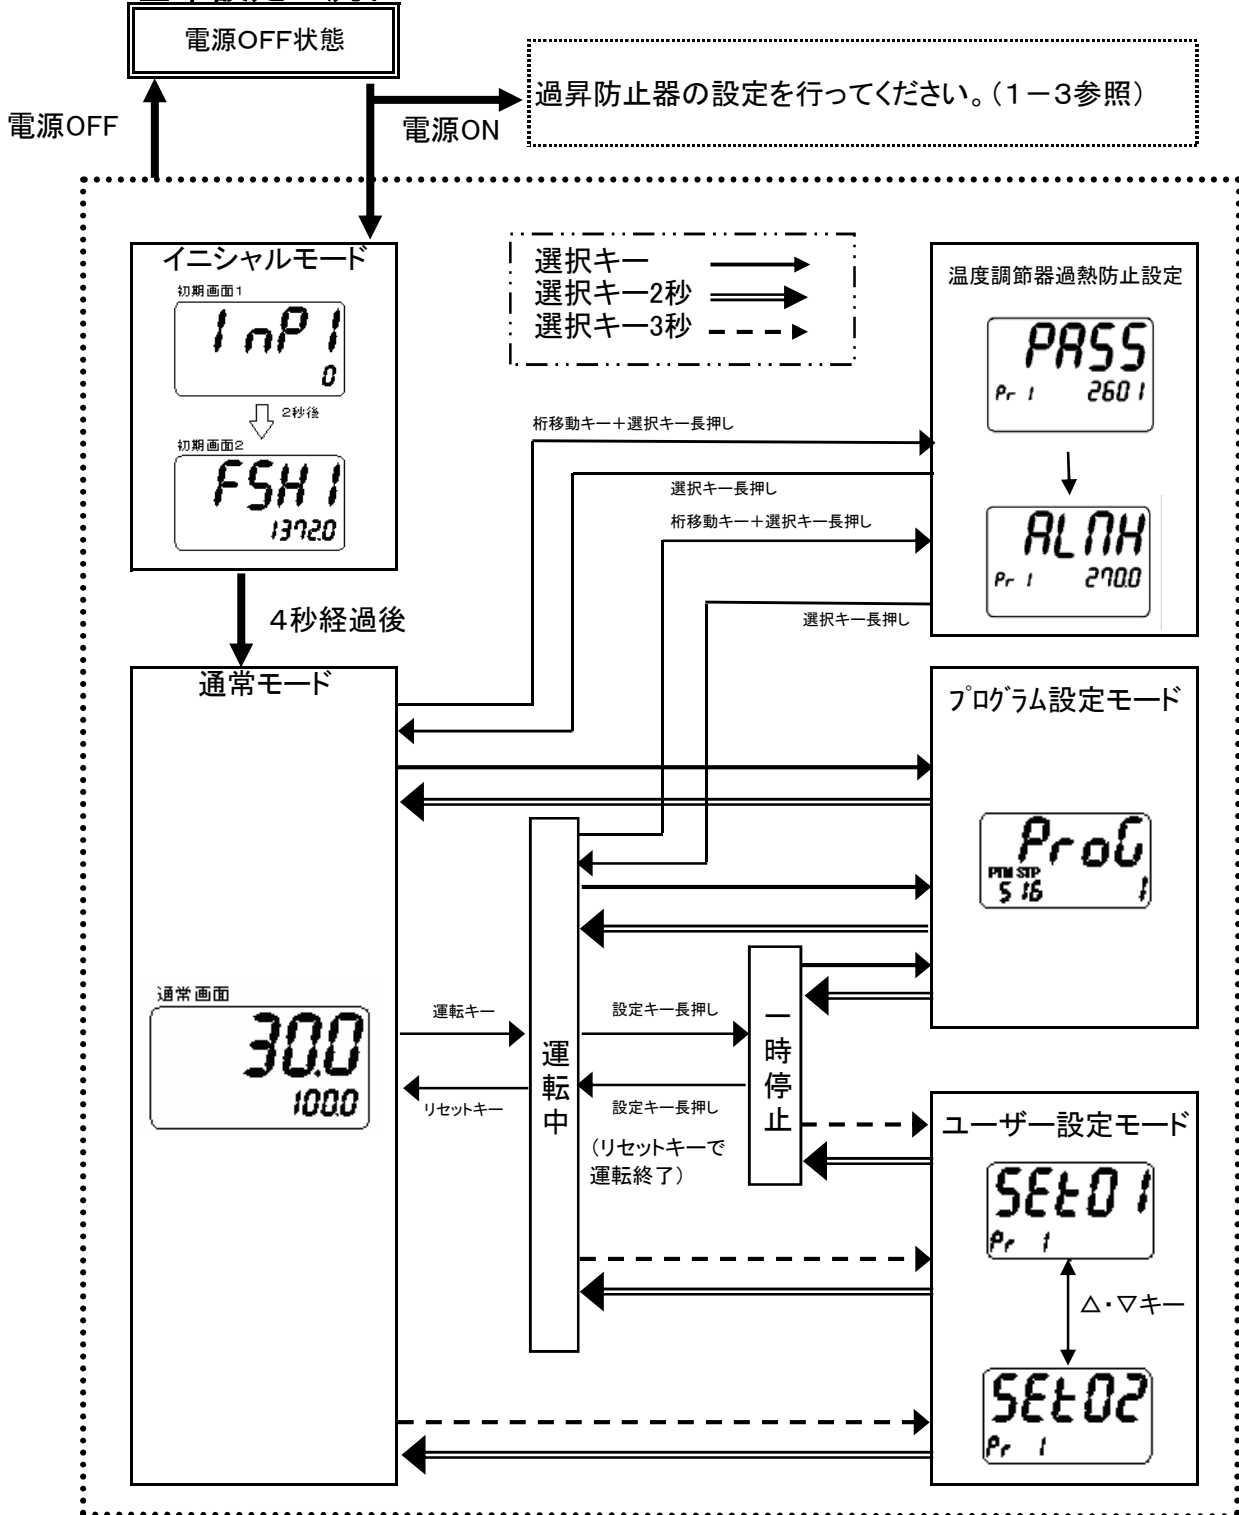 電源OFF状態
過昇防止器の設定を行ってください。（１－３参照）
電源OFF
電源ON
イニシャルモード
初期画面1
InP1
0
2秒後
初期画面2
FSH1
1372.0
選択キー
選択キー2秒
選択キー3秒
温度調節器過熱防止設定
PASS
Pr 1 2601
ALMH
Pr 1 270.0
桁移動キー＋選択キー長押し
選択キー長押し
桁移動キー＋選択キー長押し
選択キー長押し
４秒経過後
通常モード
プログラム設定モード
ProG
PTN STP
5 16 1
通常画面
30.0
100.0
運転キー
リセットキー
運転中
設定キー長押し
設定キー長押し
（リセットキーで
運転終了）
一時停止
ユーザー設定モード
SEt01
Pr 1
△・▽キー
SEt02
Pr 1